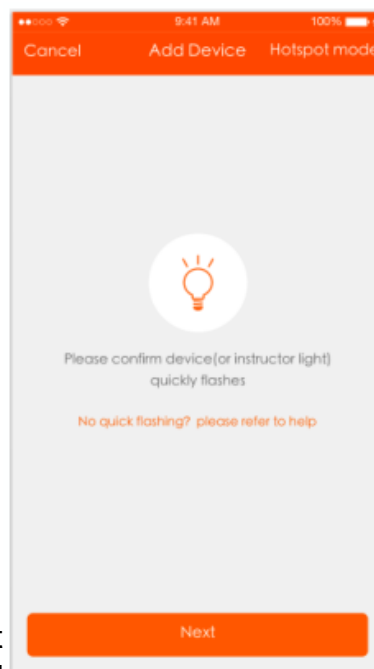 9:41 AM 100%
Cancel Add Device Hotspot mode
Please confirm device(or instructor light)
quickly flashes
No quick flashing? please refer to help
Next